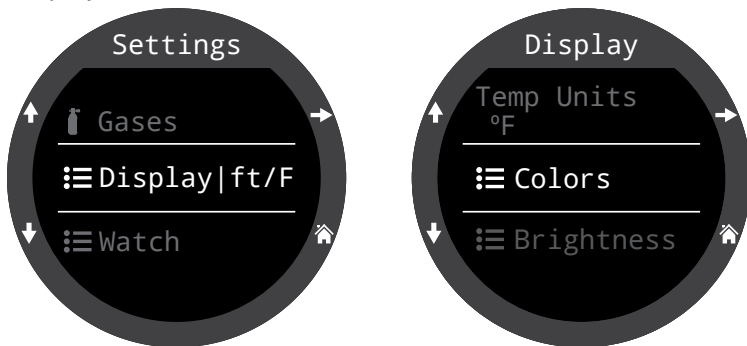 Settings
Gases
Display|ft/F
Watch
Display
Temp Units
ºF
Colors
Brightness